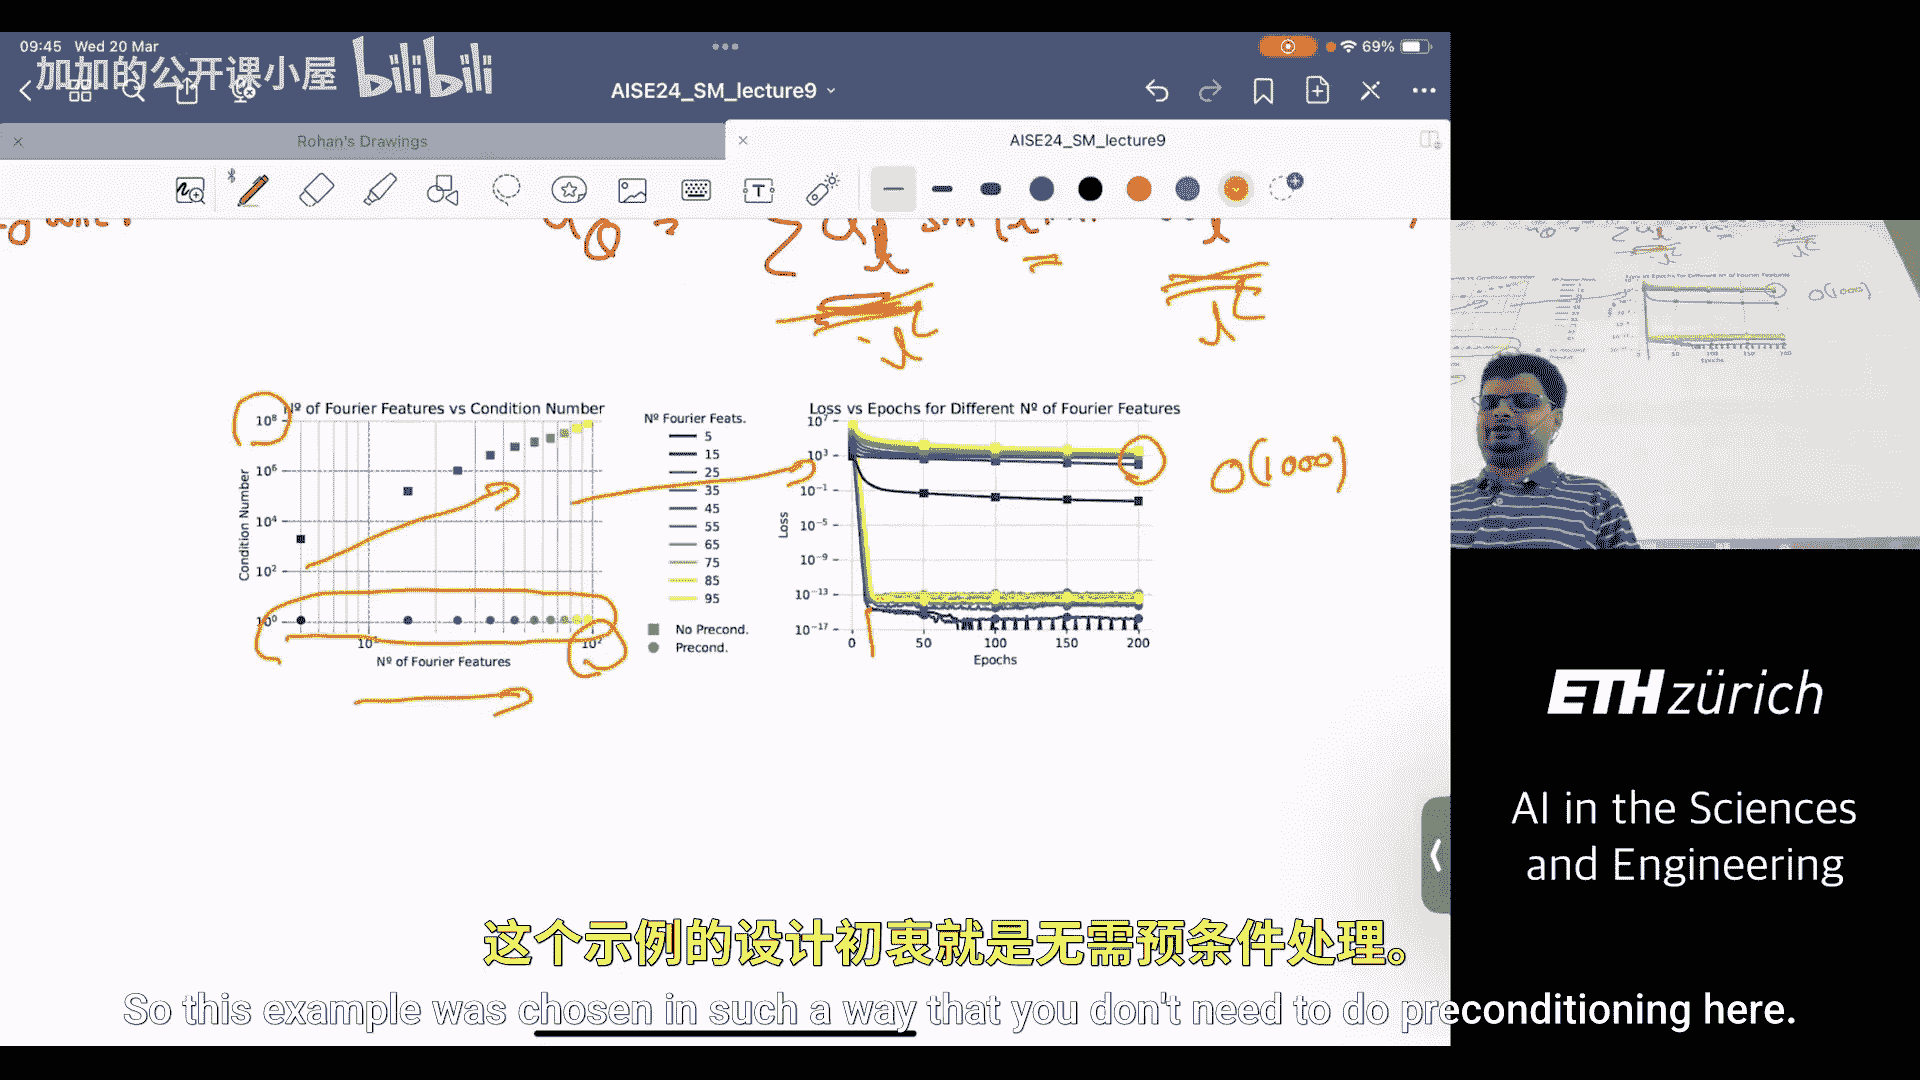 09:45 Wed 20 Mar
69%
加加的公开课小屋 bilibili
AISE24_SM_lecture9
Rohan's Drawings
AISE24_SM_lecture9
Nº of Fourier Features vs Condition Number
Condition Number
10⁸
10⁶
10⁴
10²
10⁰
10¹
10²
Nº of Fourier Features
Nº Fourier Feats.
5
15
25
35
45
55
65
75
85
95
No Precond.
Precond.
Loss vs Epochs for Different Nº of Fourier Features
Loss
10⁷
10³
10⁻¹
10⁻⁵
10⁻⁹
10⁻¹³
10⁻¹⁷
0 50 100 150 200
Epochs
O(1000)
ETH zürich
AI in the Sciences
and Engineering
这个示例的设计初衷就是无需预条件处理。
So this example was chosen in such a way that you don't need to do preconditioning here.